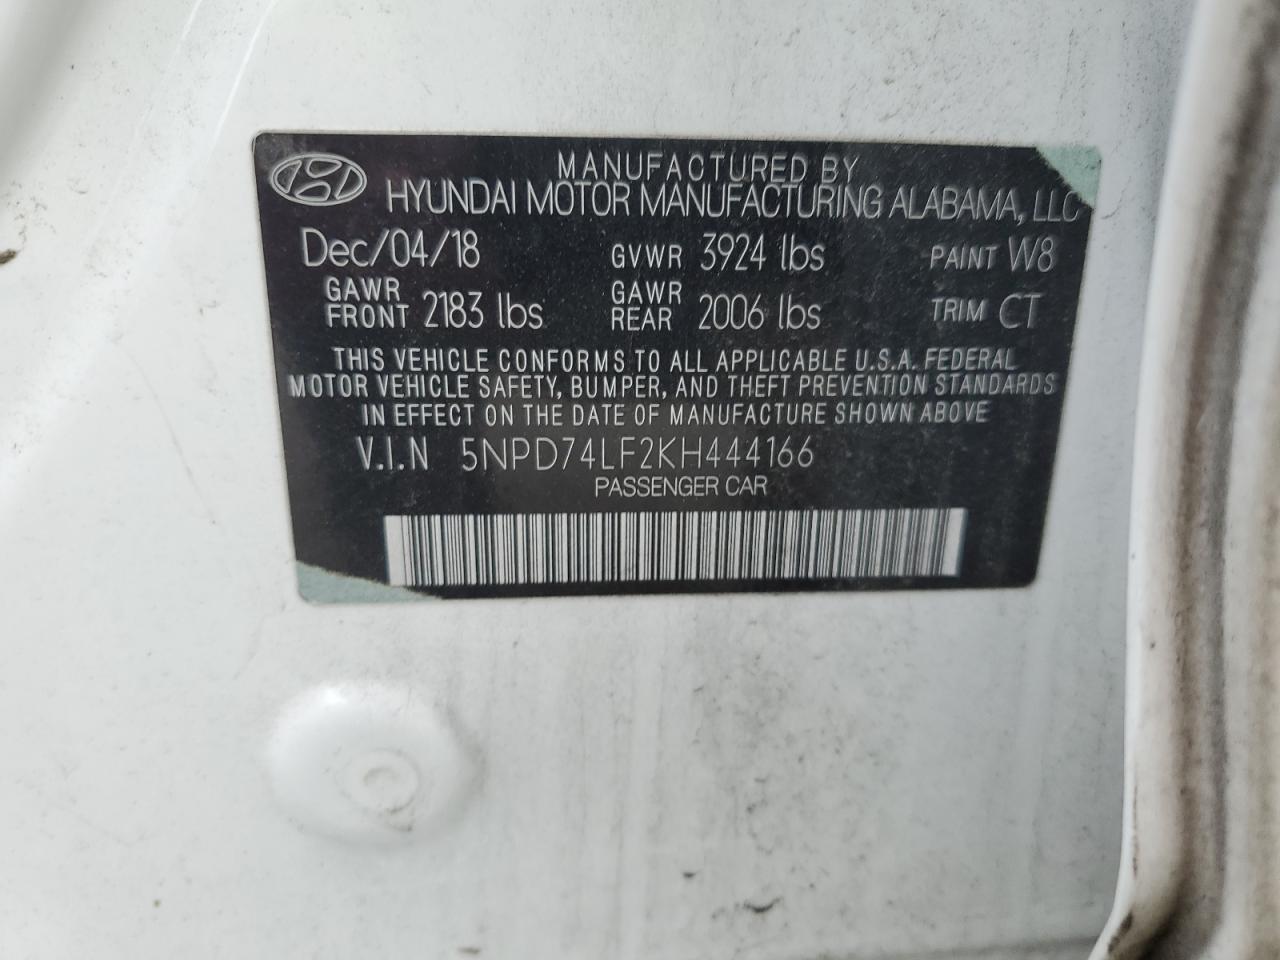 MANUFACTURED BY
HYUNDAI MOTOR MANUFACTURING ALABAMA, LLC
Dec/04/18 GVWR 3924 lbs PAINT W8
GAWR FRONT 2183 lbs GAWR REAR 2006 lbs TRIM CT
THIS VEHICLE CONFORMS TO ALL APPLICABLE U.S.A. FEDERAL
MOTOR VEHICLE SAFETY, BUMPER, AND THEFT PREVENTION STANDARDS
IN EFFECT ON THE DATE OF MANUFACTURE SHOWN ABOVE
V.I.N 5NPD74LF2KH444166
PASSENGER CAR